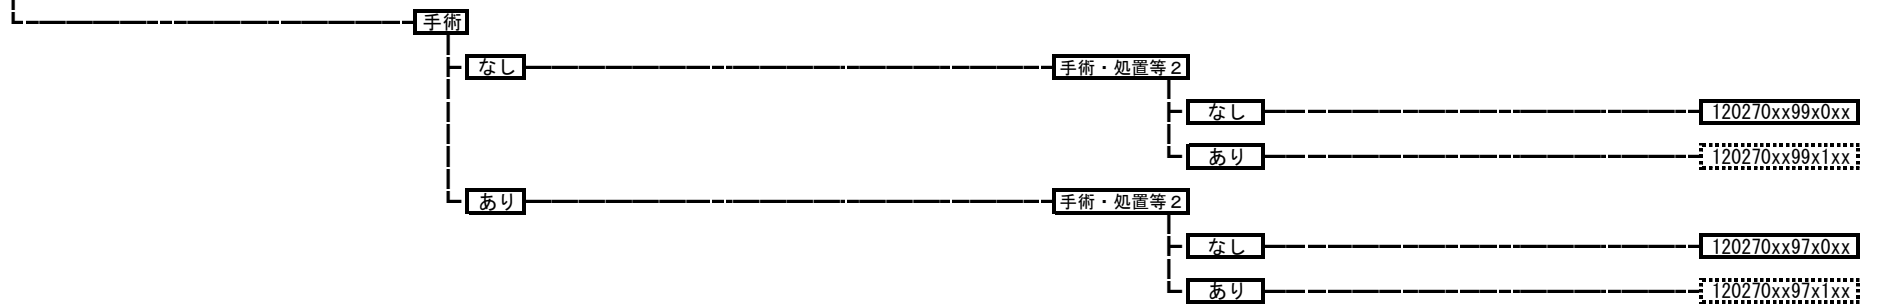 手術
なし 手術・処置等２
なし 120270xx99x0xx
あり 120270xx99x1xx
あり 手術・処置等２
なし 120270xx97x0xx
あり 120270xx97x1xx